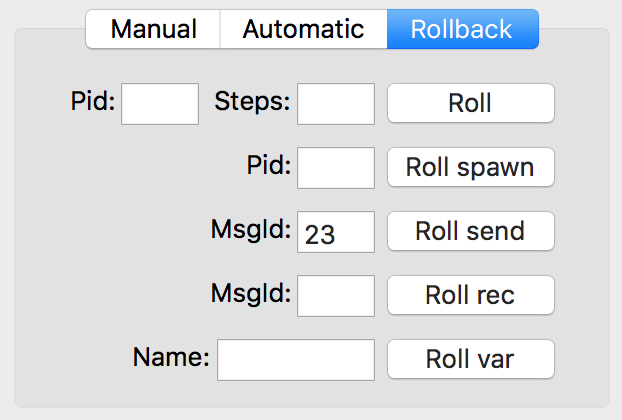 Manual Automatic Rollback
Pid: Steps: Roll
Pid: Roll spawn
MsgId: 23 Roll send
MsgId: Roll rec
Name: Roll var